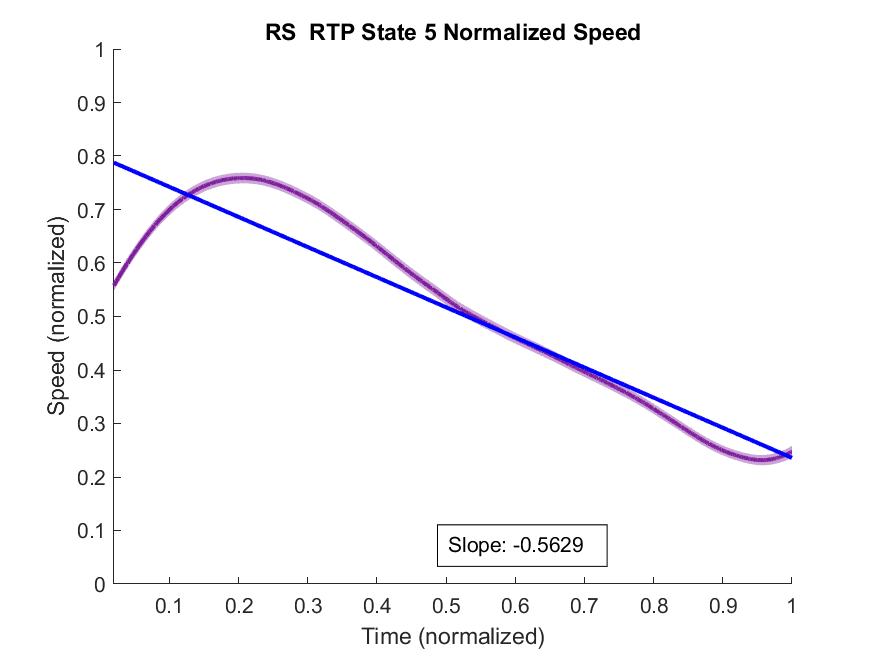 RS  RTP State 5 Normalized Speed
1
0.9
0.8
0.7
0.6
0.5
0.4
0.3
0.2
0.1
0
Speed (normalized)
Slope: -0.5629
0.1 0.2 0.3 0.4 0.5 0.6 0.7 0.8 0.9 1
Time (normalized)